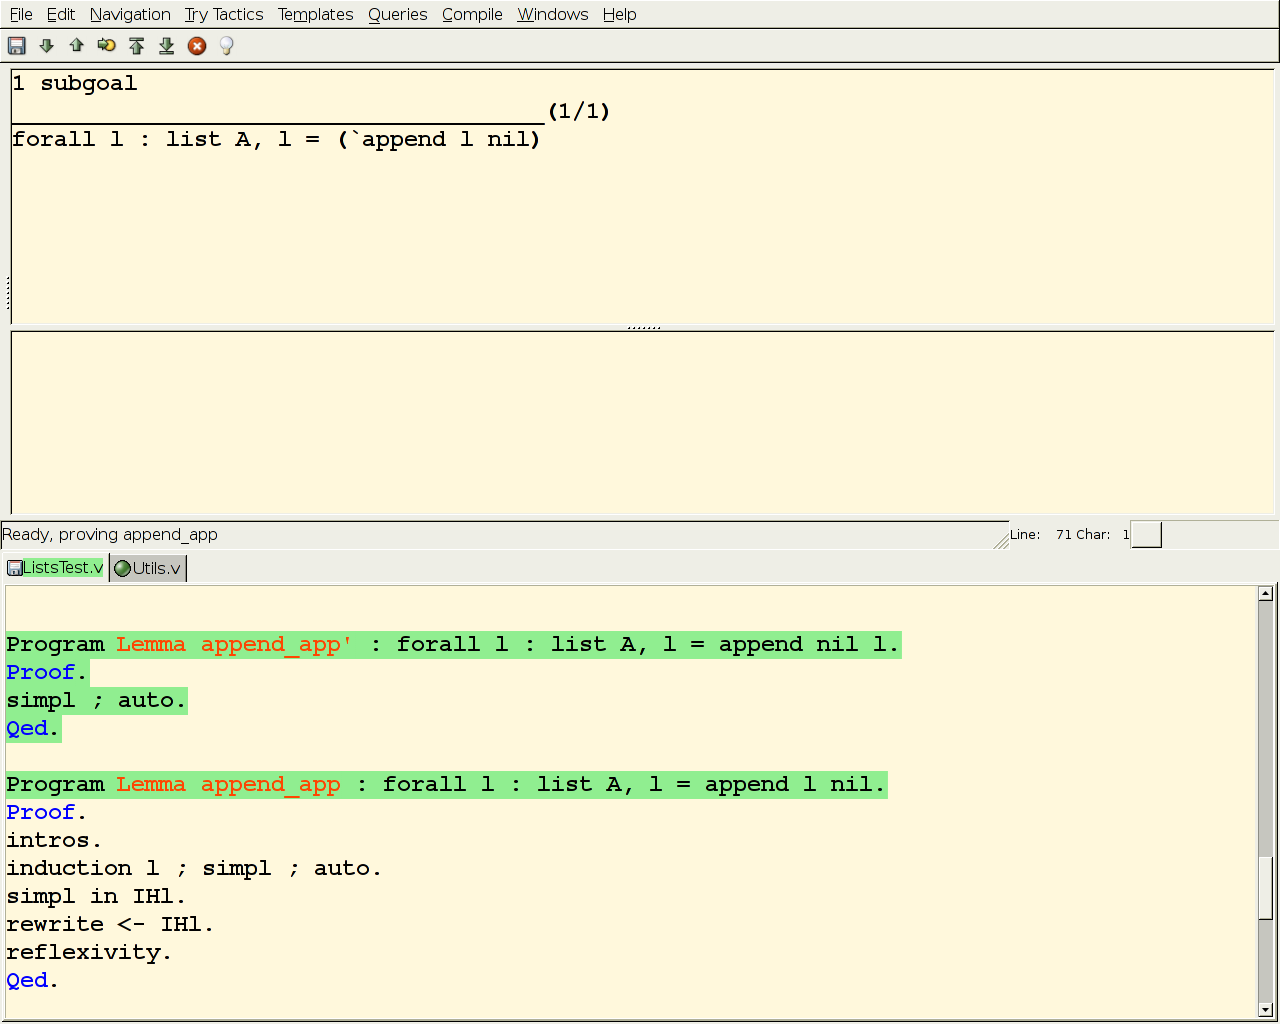 File Edit Navigation Try Tactics Templates Queries Compile Windows Help
1 subgoal
(1/1)
forall l : list A, l = (`append l nil)
Ready, proving append_app
Line: 71 Char: 1
ListsTest.v Utils.v
Program Lemma append_app' : forall l : list A, l = append nil l.
Proof.
simpl ; auto.
Qed.
Program Lemma append_app : forall l : list A, l = append l nil.
Proof.
intros.
induction l ; simpl ; auto.
simpl in IHl.
rewrite <- IHl.
reflexivity.
Qed.